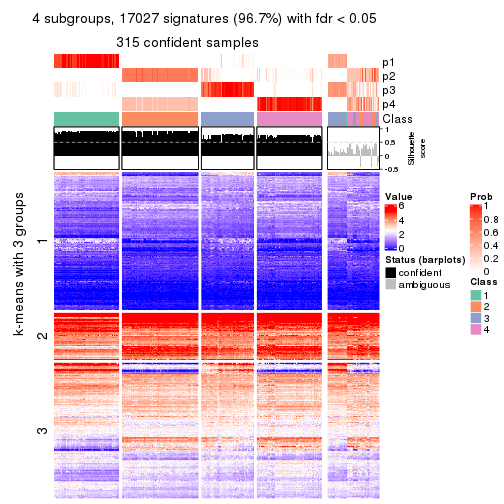 4 subgroups, 17027 signatures (96.7%) with fdr < 0.05
315 confident samples
p1
p2
p3
p4
Class
1
0.5
0
-0.5
Silhouette
score
k-means with 3 groups
1
2
3
Value
6
4
2
0
Status (barplots)
confident
ambiguous
Prob
1
0.8
0.6
0.4
0.2
0
Class
1
2
3
4